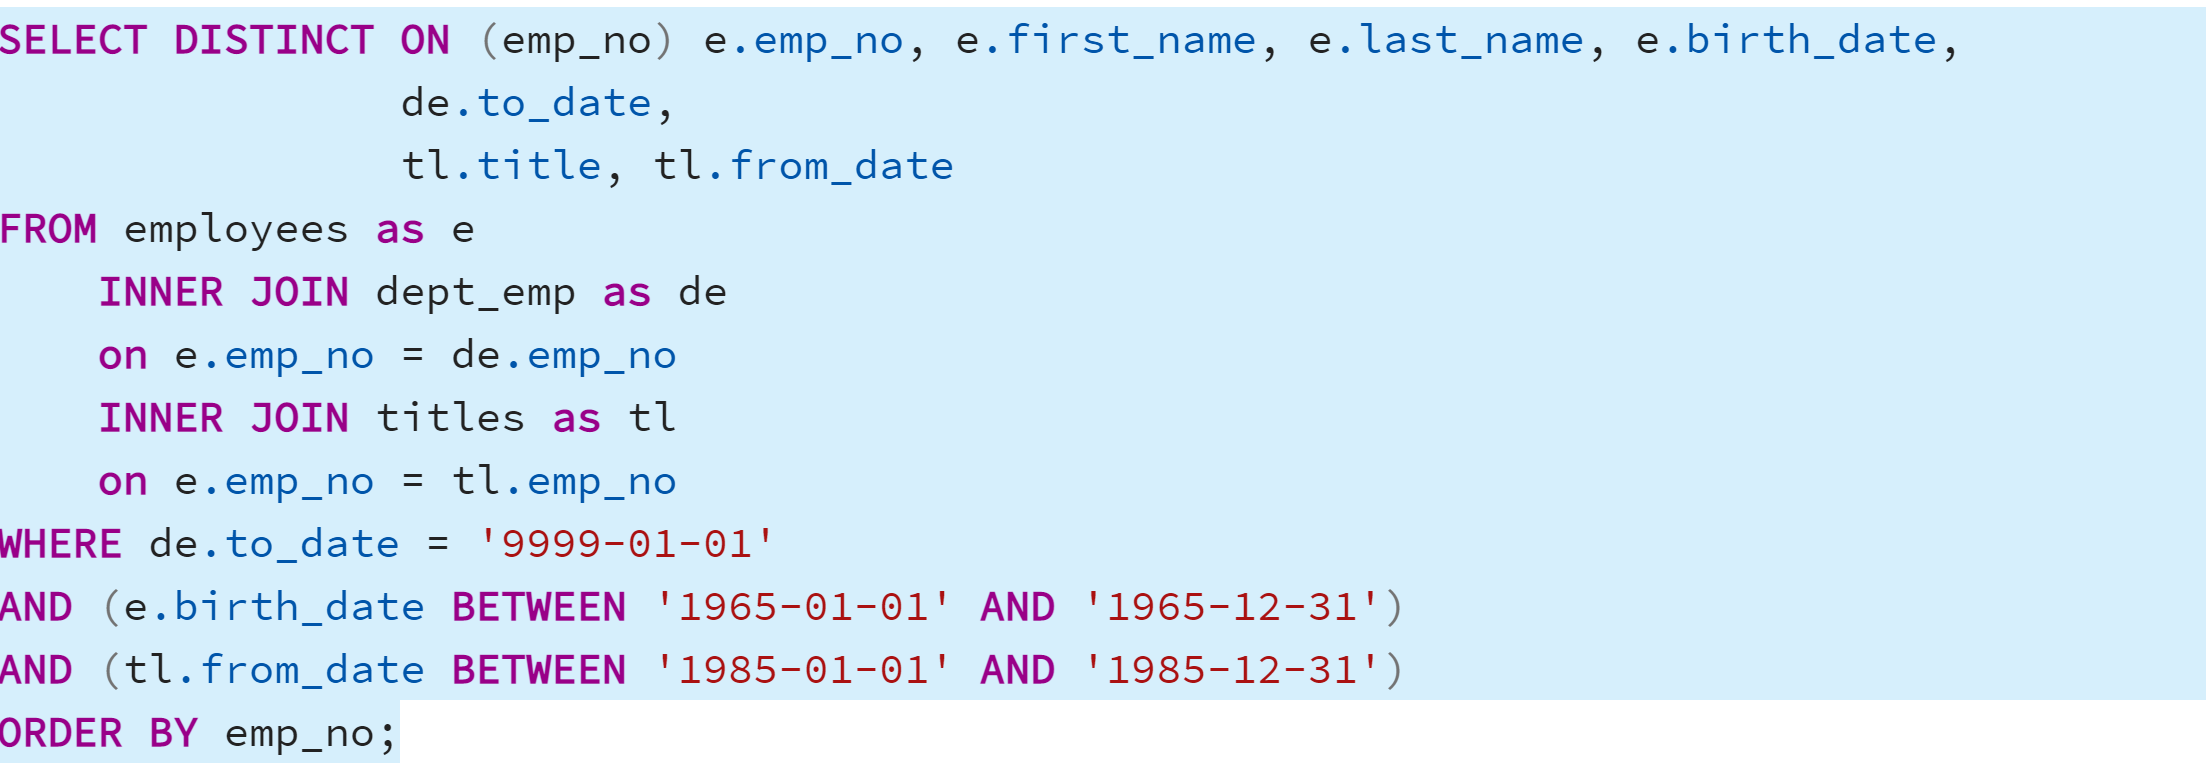 SELECT DISTINCT ON (emp_no) e.emp_no, e.first_name, e.last_name, e.birth_date,
de.to_date,
tl.title, tl.from_date
FROM employees as e
INNER JOIN dept_emp as de
on e.emp_no = de.emp_no
INNER JOIN titles as tl
on e.emp_no = tl.emp_no
WHERE de.to_date = '9999-01-01'
AND (e.birth_date BETWEEN '1965-01-01' AND '1965-12-31')
AND (tl.from_date BETWEEN '1985-01-01' AND '1985-12-31')
ORDER BY emp_no;